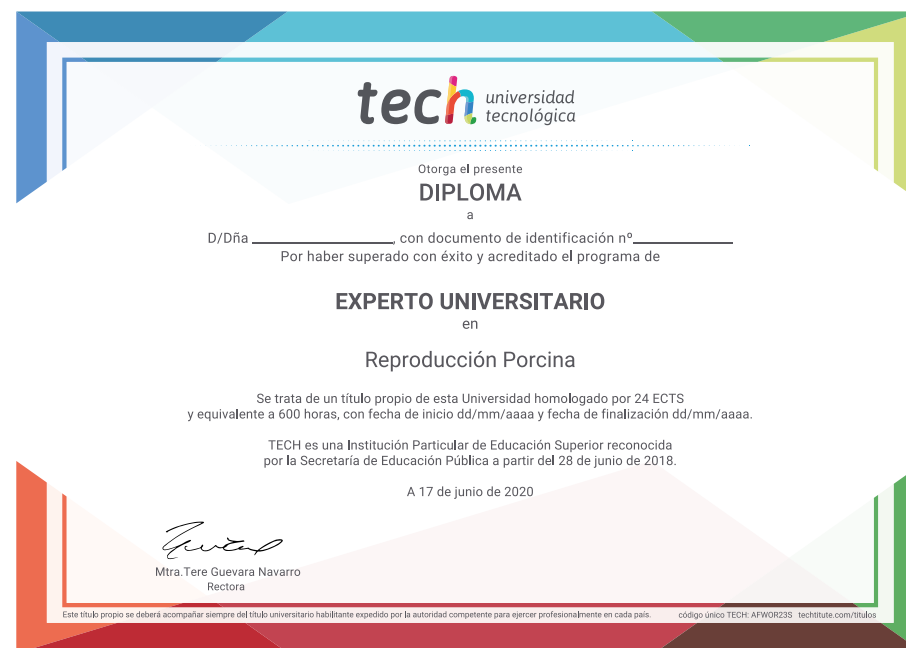 tech universidad
tecnológica
Otorga el presente
DIPLOMA
a
D/Dña ____________, con documento de identificación nº____________
Por haber superado con éxito y acreditado el programa de
EXPERTO UNIVERSITARIO
en
Reproducción Porcina
Se trata de un título propio de esta Universidad homologado por 24 ECTS
y equivalente a 600 horas, con fecha de inicio dd/mm/aaaa y fecha de finalización dd/mm/aaaa.
TECH es una Institución Particular de Educación Superior reconocida
por la Secretaría de Educación Pública a partir del 28 de junio de 2018.
A 17 de junio de 2020
Mtra.Tere Guevara Navarro
Rectora
Este título propio se deberá acompañar siempre del título universitario habilitante expedido por la autoridad competente para ejercer profesionalmente en cada país. código único TECH: AFWOR23S techtitute.com/títulos